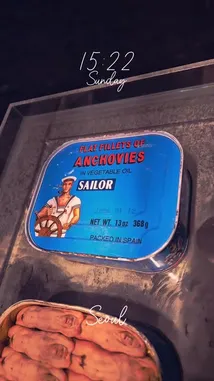 15:22
Sunday
FLAT FILLETS OF
ANCHOVIES
IN VEGETABLE OIL
SAILOR
NET WT. 13oz 368g
PACKED IN SPAIN
Seoul